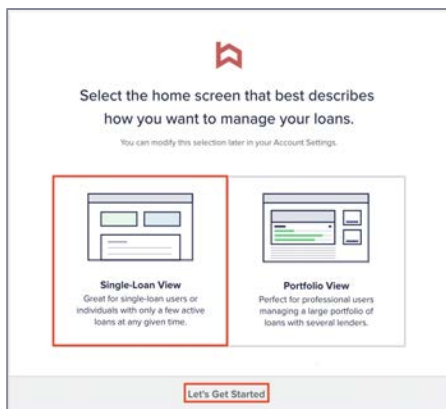 Select the home screen that best describes
how you want to manage your loans.
You can modify this selection later in your Account Settings.
Single-Loan View
Great for single-loan users or
individuals with only a few active
loans at any given time.
Portfolio View
Perfect for professional users
managing a large portfolio of
loans with several lenders.
Let's Get Started